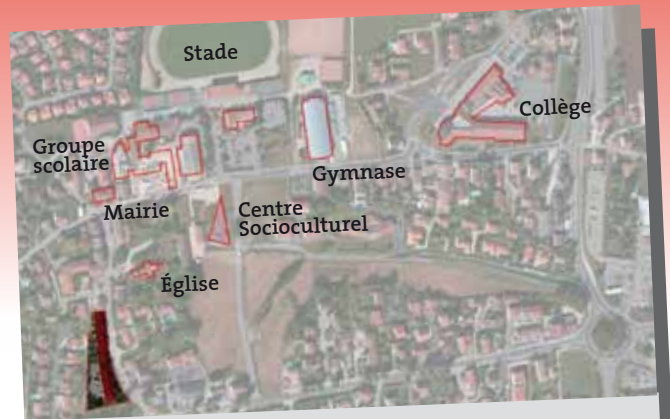 Stade
Collège
Groupe
scolaire
Gymnase
Mairie
Centre
Socioculturel
Église